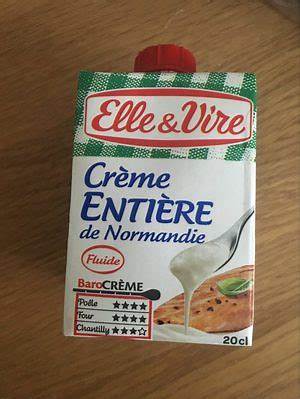 Elle & Vire
Crème
ENTIÈRE
de Normandie
Fluide
BaroCRÈME
Poêle ★★★★
Four ★★★★
Chantilly ★★★☆
20cl